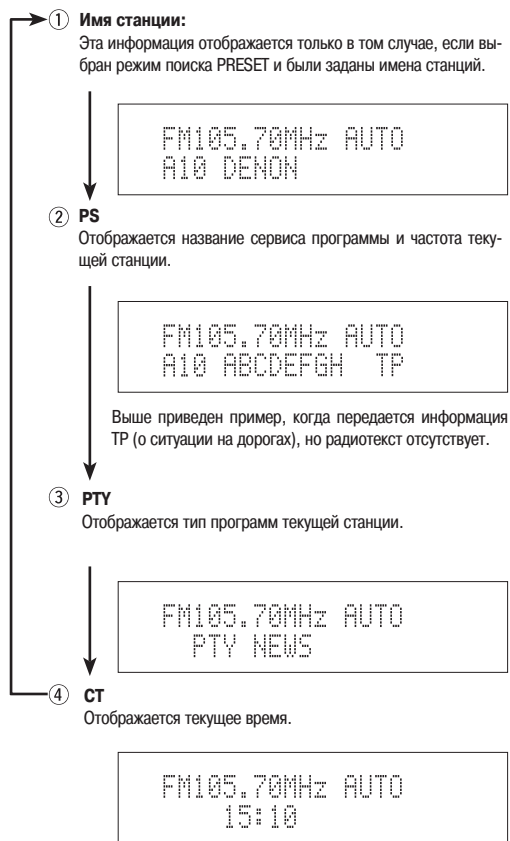 ① Имя станции:
Эта информация отображается только в том случае, если вы-
бран режим поиска PRESET и были заданы имена станций.
FM105.70MHz AUTO
A10 DENON
② PS
Отображается название сервиса программы и частота теку-
щей станции.
FM105.70MHz AUTO
A10 ABCDEFGH TP
Выше приведен пример, когда передается информация
TP (о ситуации на дорогах), но радиотекст отсутствует.
③ PTY
Отображается тип программ текущей станции.
FM105.70MHz AUTO
PTY NEWS
④ CT
Отображается текущее время.
FM105.70MHz AUTO
15:10